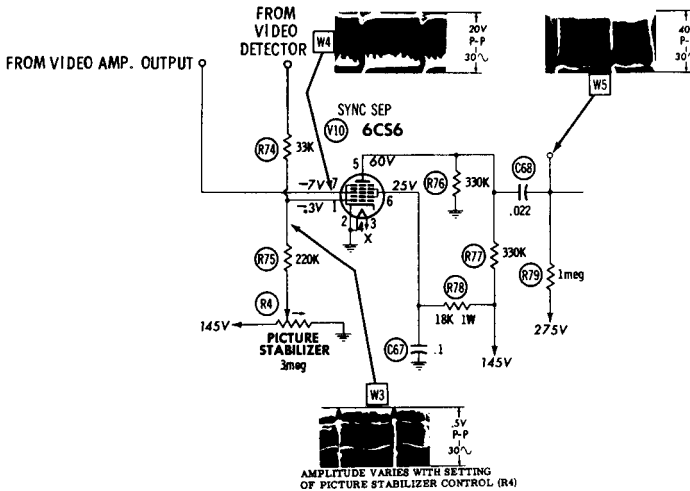 FROM
VIDEO
DETECTOR
FROM VIDEO AMP. OUTPUT
W4
20V
P-P
30∿
40
P-
30
W5
SYNC SEP
V10 6CS6
R74 33K
5 60V
-7V 7
-.3V 1
25V
6
2
4
3
X
R76 330K
C68
.022
R75 220K
R77 330K
R79 1meg
R78
18K 1W
R4
145V
PICTURE
STABILIZER
3meg
C67 .1
145V
275V
W3
.5V
P-P
30∿
AMPLITUDE VARIES WITH SETTING
OF PICTURE STABILIZER CONTROL (R4)